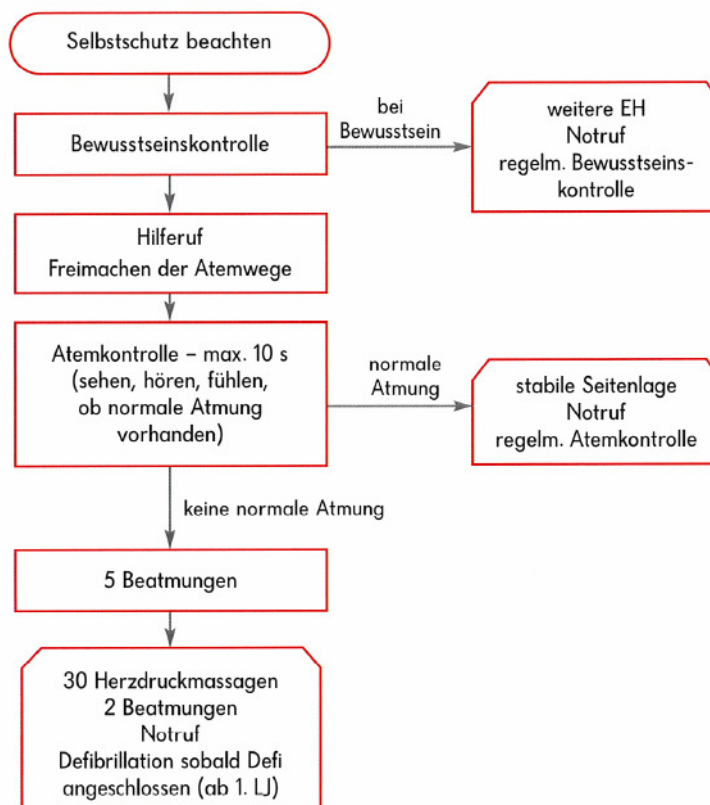 Selbstschutz beachten
Bewusstseinskontrolle
bei
Bewusstsein
weitere EH
Notruf
regelm. Bewusstseins-
kontrolle
Hilferuf
Freimachen der Atemwege
Atemkontrolle – max. 10 s
(sehen, hören, fühlen,
ob normale Atmung
vorhanden)
normale
Atmung
stabile Seitenlage
Notruf
regelm. Atemkontrolle
keine normale Atmung
5 Beatmungen
30 Herzdruckmassagen
2 Beatmungen
Notruf
Defibrillation sobald Defi
angeschlossen (ab 1. LJ)